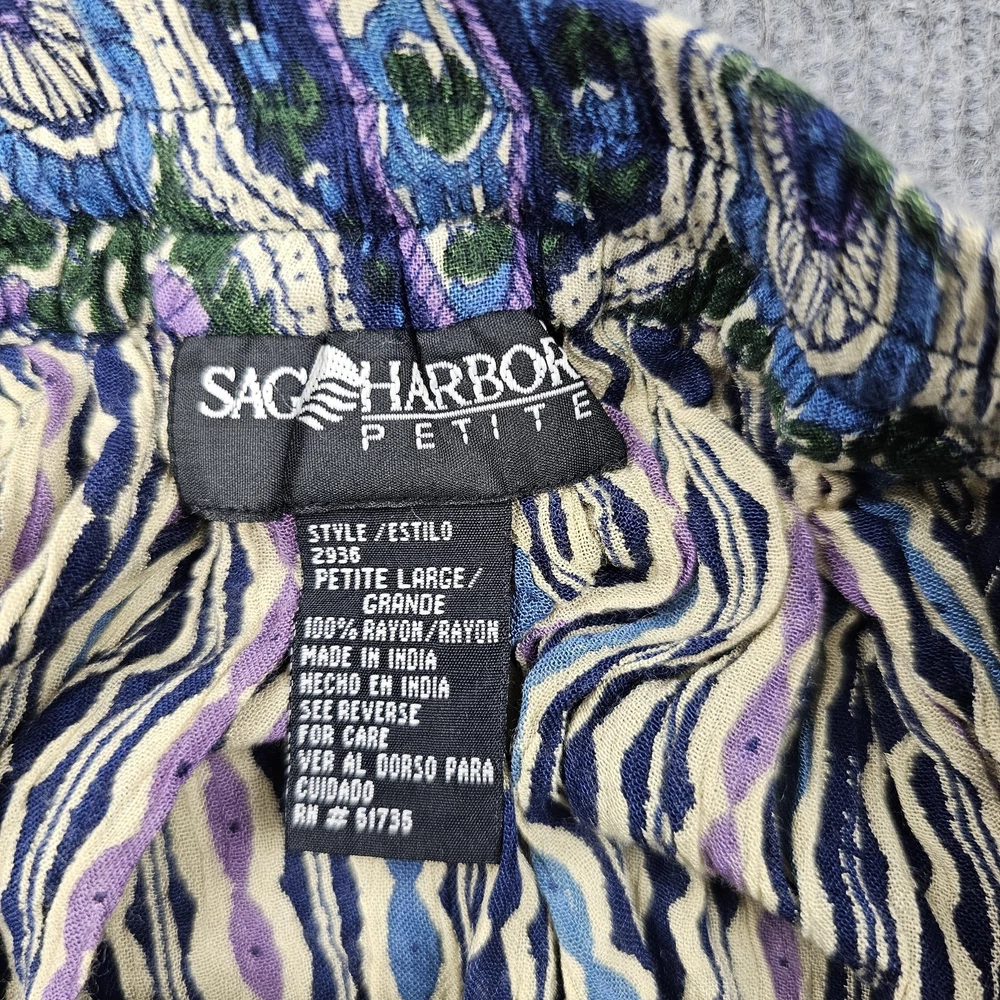 SAG HARBOR
PETITE
STYLE/ESTILO
2936
PETITE LARGE/
GRANDE
100% RAYON/RAYON
MADE IN INDIA
HECHO EN INDIA
SEE REVERSE
FOR CARE
VER AL DORSO PARA
CUIDADO
RN # 51735